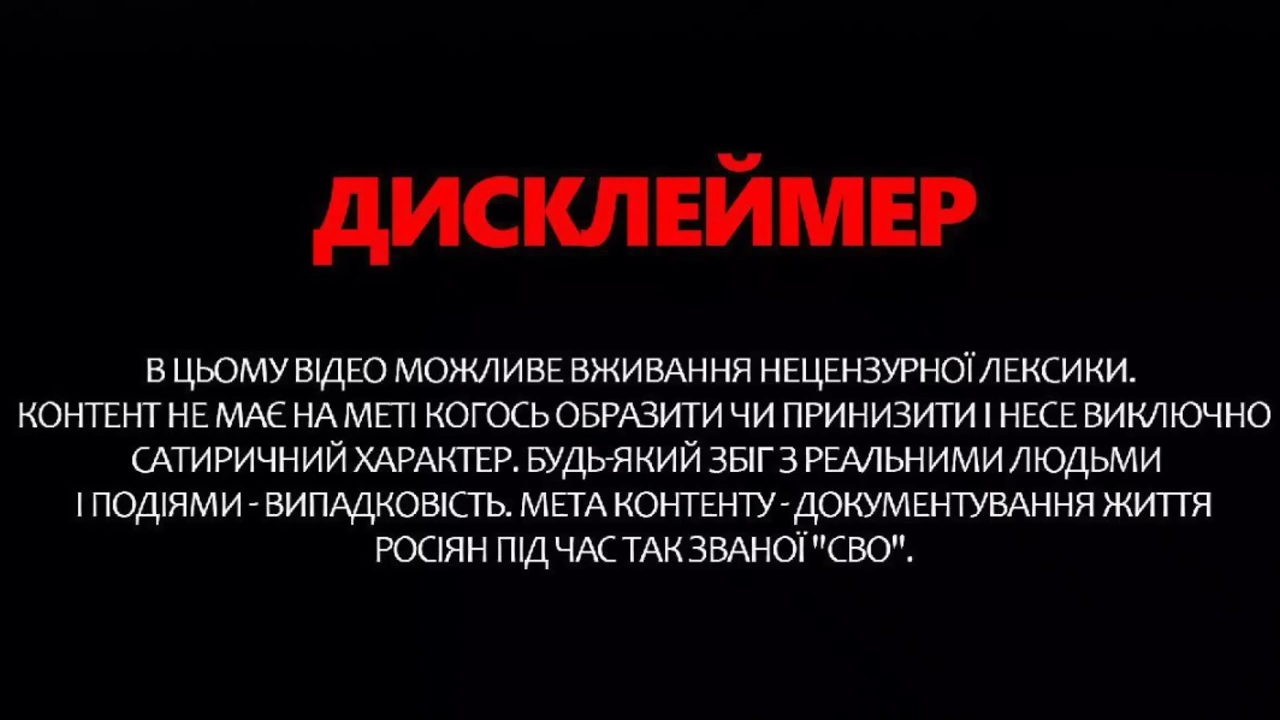 ДИСКЛЕЙМЕР
В ЦЬОМУ ВІДЕО МОЖЛИВЕ ВЖИВАННЯ НЕЦЕНЗУРНОЇ ЛЕКСИКИ.
КОНТЕНТ НЕ МАЄ НА МЕТІ КОГОСЬ ОБРАЗИТИ ЧИ ПРИНИЗИТИ І НЕСЕ ВИКЛЮЧНО
САТИРИЧНИЙ ХАРАКТЕР. БУДЬ-ЯКИЙ ЗБІГ З РЕАЛЬНИМИ ЛЮДЬМИ
І ПОДІЯМИ - ВИПАДКОВІСТЬ. МЕТА КОНТЕНТУ - ДОКУМЕНТУВАННЯ ЖИТТЯ
РОСІЯН ПІД ЧАС ТАК ЗВАНОЇ "СВО".